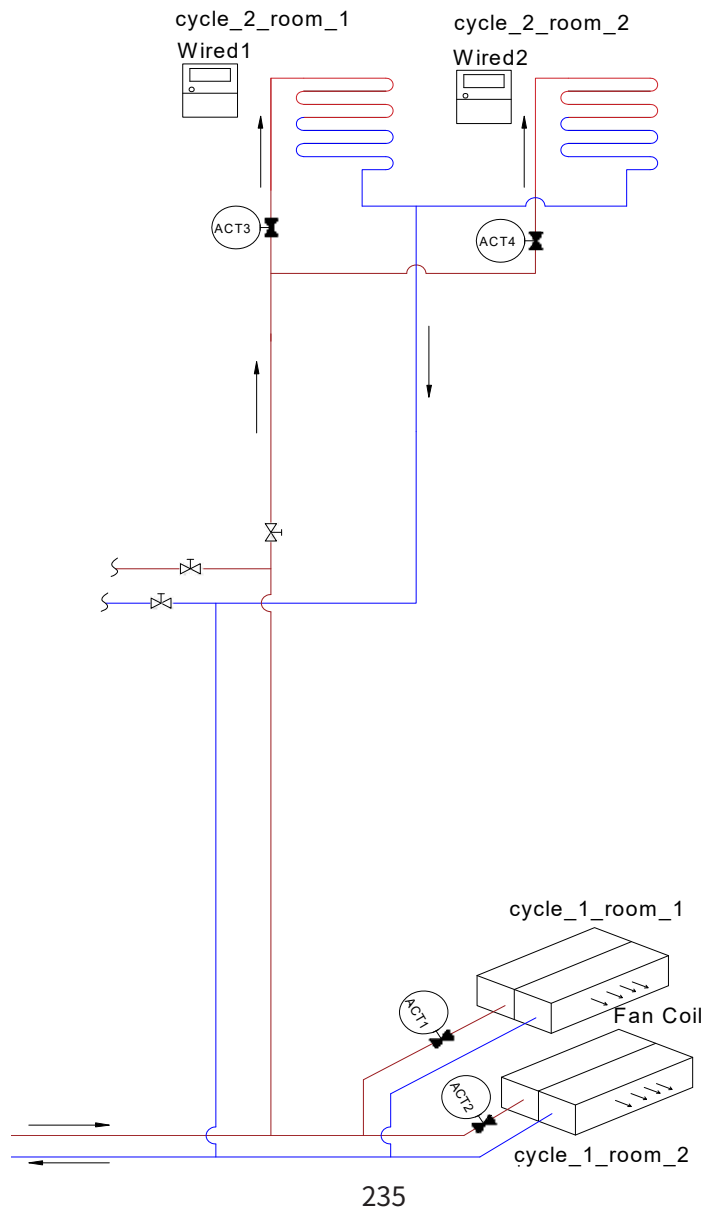 cycle_2_room_1
cycle_2_room_2
Wired1
Wired2
ACT3
ACT4
cycle_1_room_1
ACT1
Fan Coil
ACT2
cycle_1_room_2
235